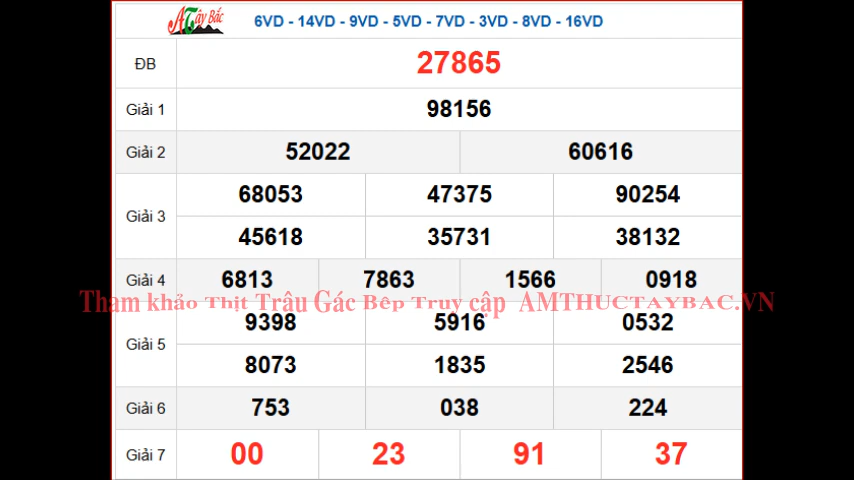 ATây Bắc 6VD - 14VD - 9VD - 5VD - 7VD - 3VD - 8VD - 16VD
ĐB 27865
Giải 1 98156
Giải 2 52022 60616
Giải 3 68053 47375 90254
45618 35731 38132
Giải 4 6813 7863 1566 0918
Tham khảo Thịt Trâu Gác Bếp Truy cập AMTHUCTAYBAC.VN
Giải 5 9398 5916 0532
8073 1835 2546
Giải 6 753 038 224
Giải 7 00 23 91 37